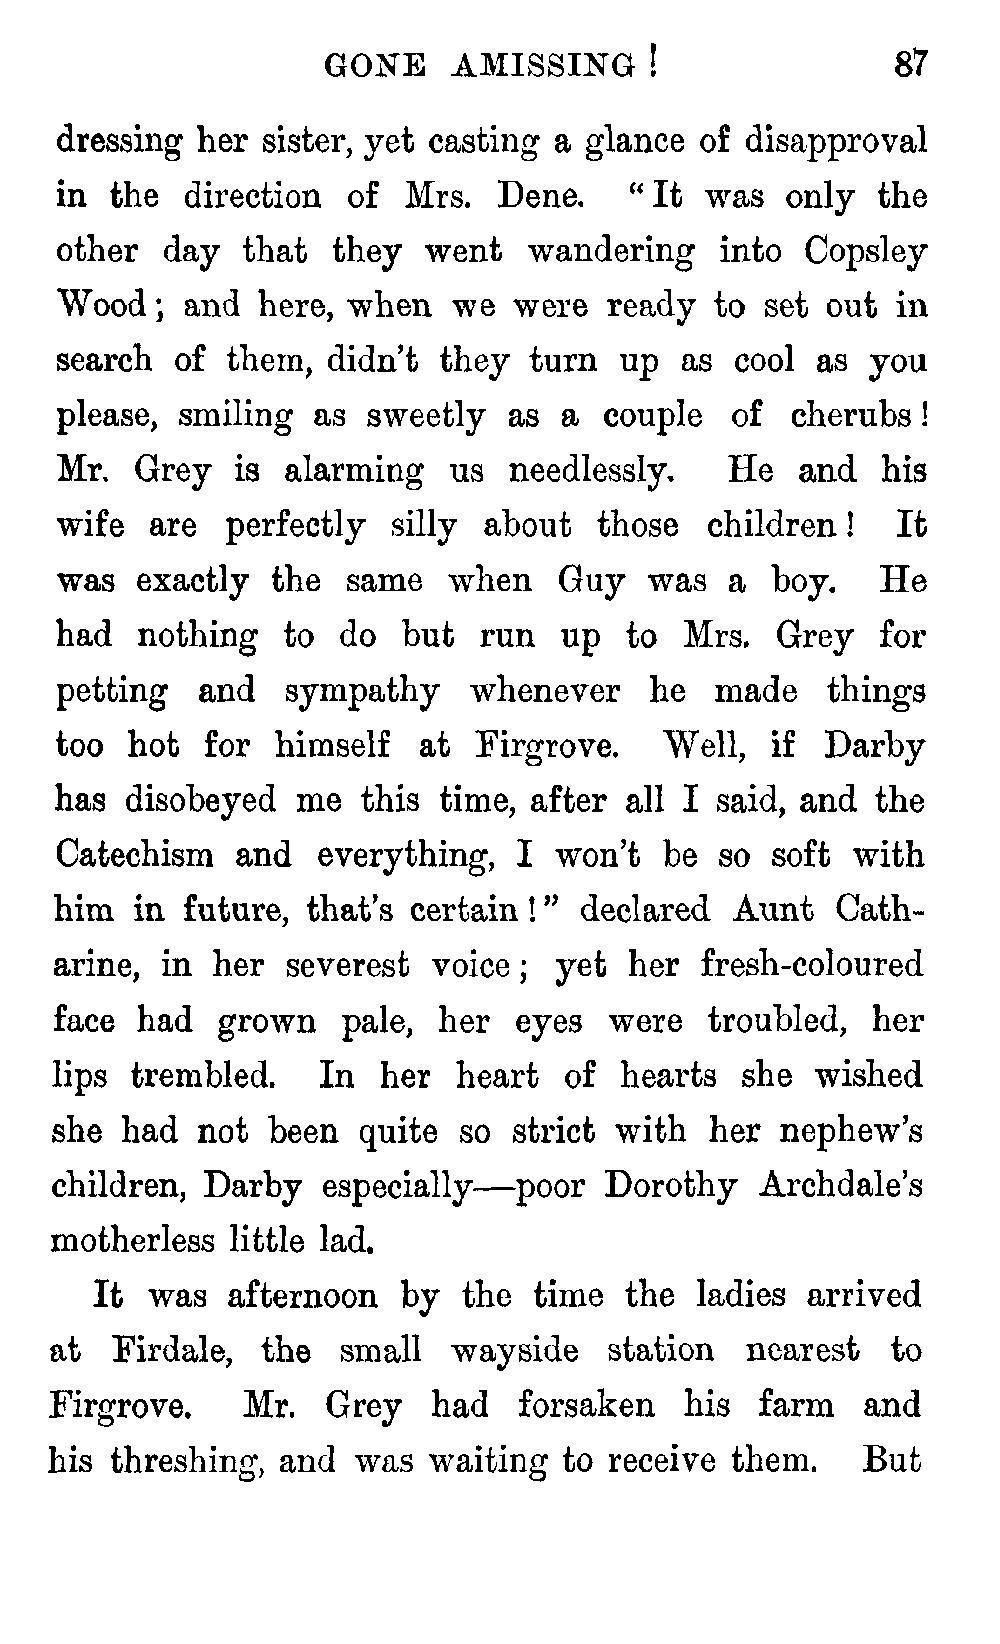 GONE AMISSING! 87
dressing her sister, yet casting a glance of disapproval
in the direction of Mrs. Dene. “It was only the
other day that they went wandering into Copsley
Wood; and here, when we were ready to set out in
search of them, didn’t they turn up as cool as you
please, smiling as sweetly as a couple of cherubs!
Mr. Grey is alarming us needlessly. He and his
wife are perfectly silly about those children! It
was exactly the same when Guy was a boy. He
had nothing to do but run up to Mrs. Grey for
petting and sympathy whenever he made things
too hot for himself at Firgrove. Well, if Darby
has disobeyed me this time, after all I said, and the
Catechism and everything, I won’t be so soft with
him in future, that’s certain!” declared Aunt Cath-
arine, in her severest voice; yet her fresh-coloured
face had grown pale, her eyes were troubled, her
lips trembled. In her heart of hearts she wished
she had not been quite so strict with her nephew’s
children, Darby especially—poor Dorothy Archdale’s
motherless little lad.
It was afternoon by the time the ladies arrived
at Firdale, the small wayside station nearest to
Firgrove. Mr. Grey had forsaken his farm and
his threshing, and was waiting to receive them. But